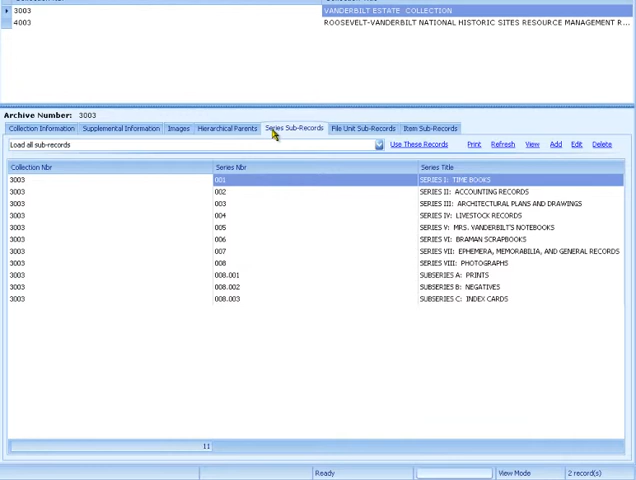 3003 VANDERBILT ESTATE COLLECTION
4003 ROOSEVELT-VANDERBILT NATIONAL HISTORIC SITES RESOURCE MANAGEMENT R...
Archive Number: 3003
Collection Information Supplemental Information Images Hierarchical Parents Series Sub-Records File Unit Sub-Records Item Sub-Records
Load all sub-records Use These Records Print Refresh View Add Edit Delete
Collection Nbr Series Nbr Series Title
3003 001 SERIES I: TIME BOOKS
3003 002 SERIES II: ACCOUNTING RECORDS
3003 003 SERIES III: ARCHITECTURAL PLANS AND DRAWINGS
3003 004 SERIES IV: LIVESTOCK RECORDS
3003 005 SERIES V: MRS. VANDERBILT'S NOTEBOOKS
3003 006 SERIES VI: BRAMAN SCRAPBOOKS
3003 007 SERIES VII: EPHEMERA, MEMORABILIA, AND GENERAL RECORDS
3003 008 SERIES VIII: PHOTOGRAPHS
3003 008.001 SUBSERIES A: PRINTS
3003 008.002 SUBSERIES B: NEGATIVES
3003 008.003 SUBSERIES C: INDEX CARDS
11
Ready View Mode 2 record(s)